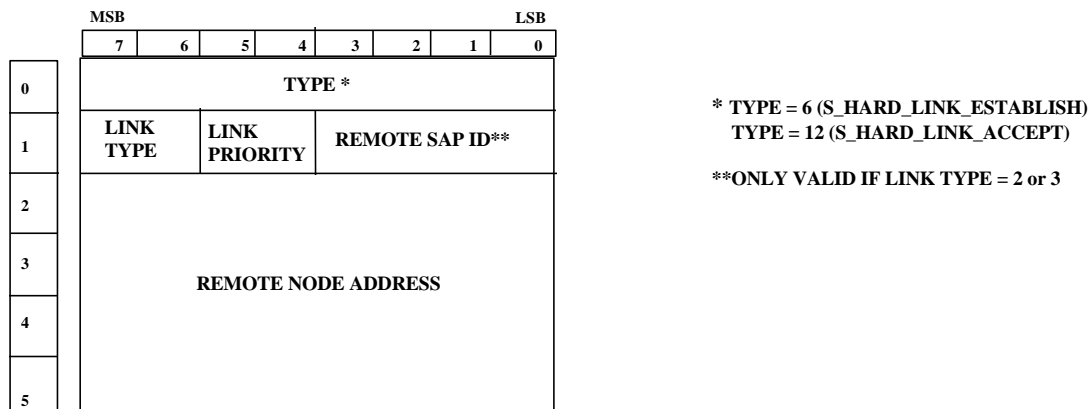 MSB LSB
7 6 5 4 3 2 1 0
0 TYPE *
1 LINK TYPE LINK PRIORITY REMOTE SAP ID**
2
3 REMOTE NODE ADDRESS
4
5
* TYPE = 6 (S_HARD_LINK_ESTABLISH)
TYPE = 12 (S_HARD_LINK_ACCEPT)
**ONLY VALID IF LINK TYPE = 2 or 3